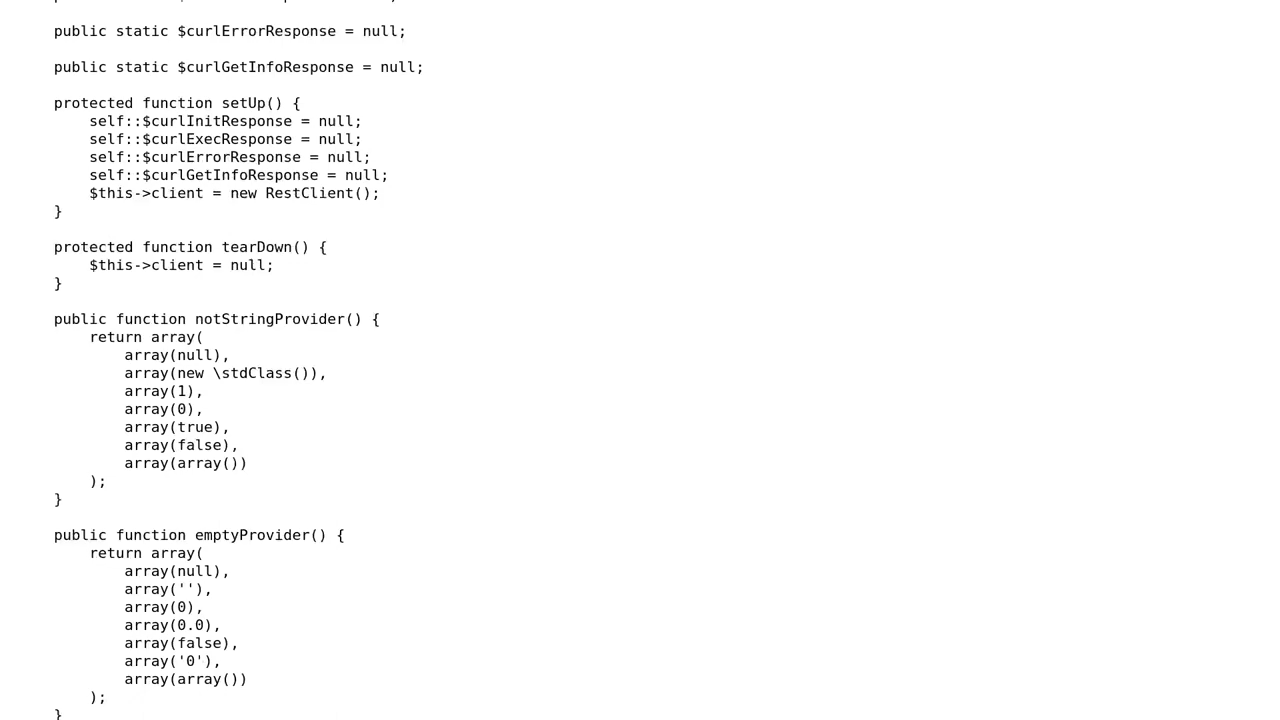 public static $curlErrorResponse = null;
public static $curlGetInfoResponse = null;
protected function setUp() {
self::$curlInitResponse = null;
self::$curlExecResponse = null;
self::$curlErrorResponse = null;
self::$curlGetInfoResponse = null;
$this->client = new RestClient();
}
protected function tearDown() {
$this->client = null;
}
public function notStringProvider() {
return array(
array(null),
array(new \stdClass()),
array(1),
array(0),
array(true),
array(false),
array(array())
);
}
public function emptyProvider() {
return array(
array(null),
array(''),
array(0),
array(0.0),
array(false),
array('0'),
array(array())
);
}